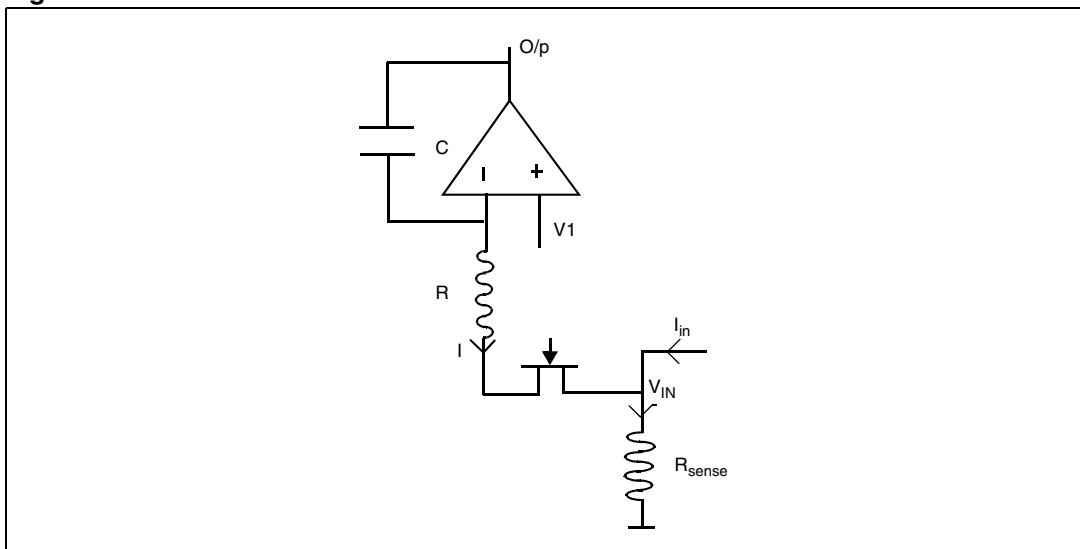 O/p
C
- +
V1
R
I
I_in
V_IN
R_sense